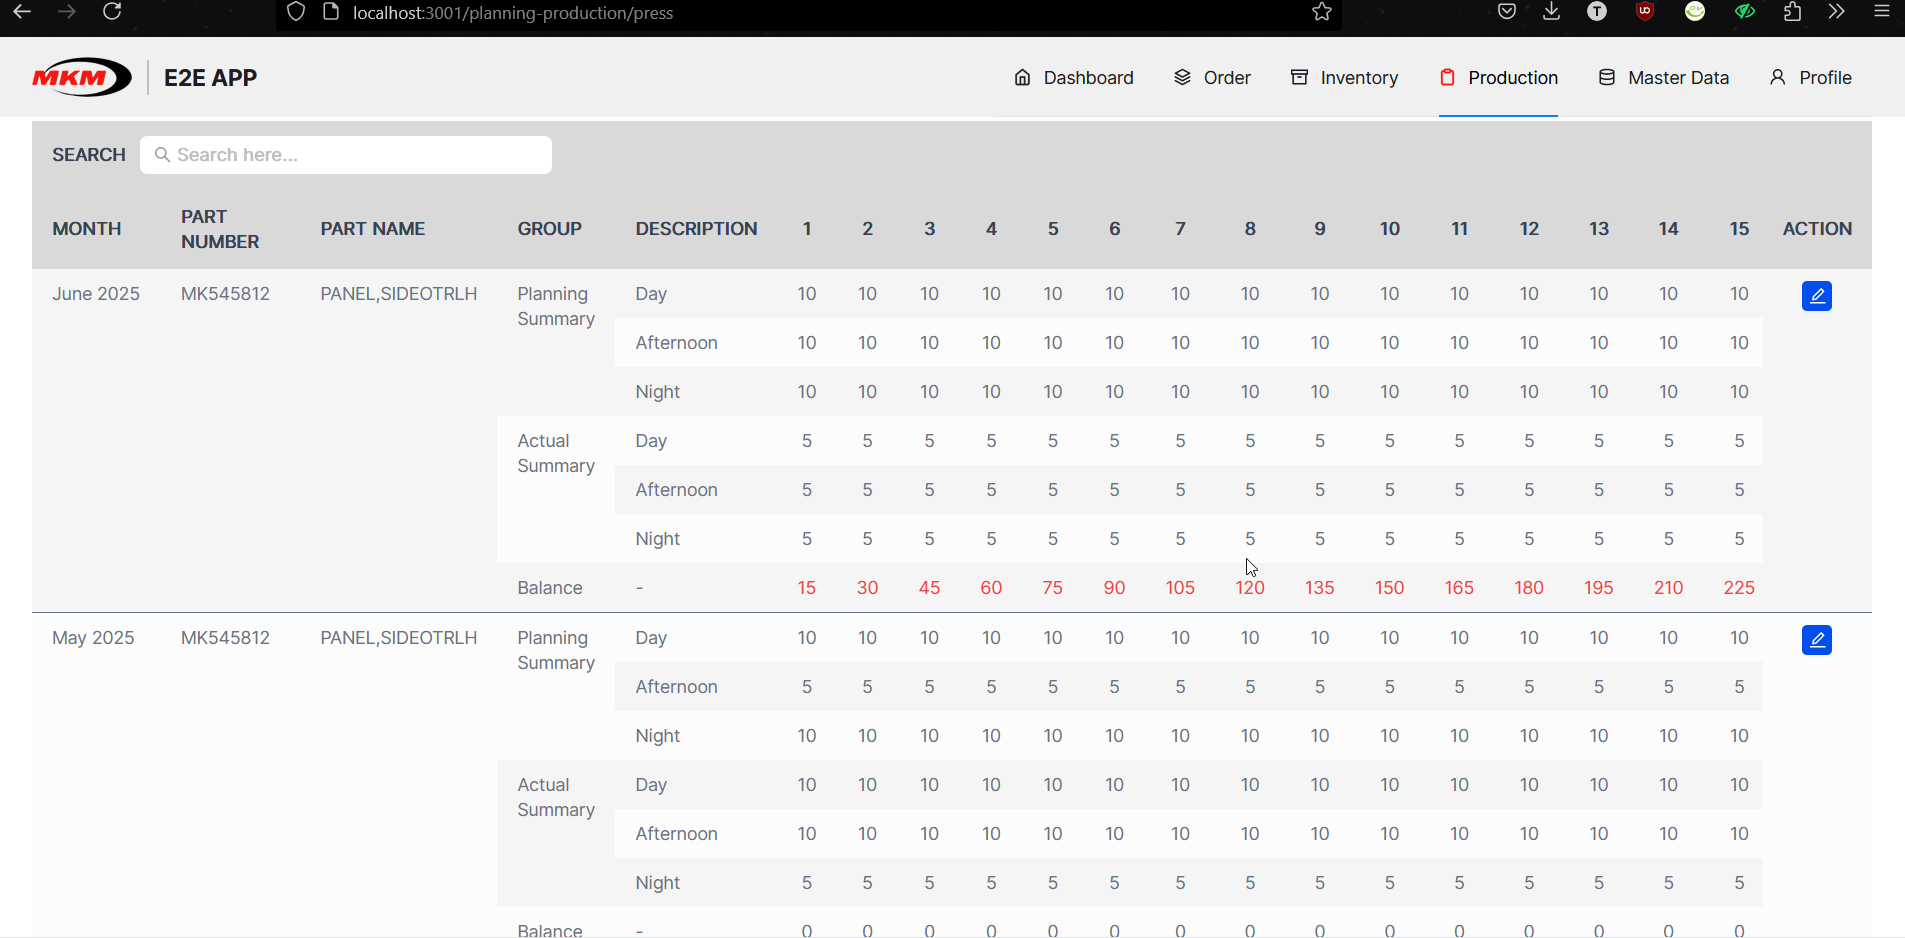 localhost:3001/planning-production/press
T
MKM
E2E APP
Dashboard Order Inventory Production Master Data Profile
SEARCH Search here...
MONTH PART NUMBER PART NAME GROUP DESCRIPTION 1 2 3 4 5 6 7 8 9 10 11 12 13 14 15 ACTION
June 2025 MK545812 PANEL,SIDEOTRLH Planning Summary Day 10 10 10 10 10 10 10 10 10 10 10 10 10 10 10
Afternoon 10 10 10 10 10 10 10 10 10 10 10 10 10 10 10
Night 10 10 10 10 10 10 10 10 10 10 10 10 10 10 10
Actual Summary Day 5 5 5 5 5 5 5 5 5 5 5 5 5 5 5
Afternoon 5 5 5 5 5 5 5 5 5 5 5 5 5 5 5
Night 5 5 5 5 5 5 5 5 5 5 5 5 5 5 5
Balance - 15 30 45 60 75 90 105 120 135 150 165 180 195 210 225
May 2025 MK545812 PANEL,SIDEOTRLH Planning Summary Day 10 10 10 10 10 10 10 10 10 10 10 10 10 10 10
Afternoon 5 5 5 5 5 5 5 5 5 5 5 5 5 5 5
Night 10 10 10 10 10 10 10 10 10 10 10 10 10 10 10
Actual Summary Day 10 10 10 10 10 10 10 10 10 10 10 10 10 10 10
Afternoon 10 10 10 10 10 10 10 10 10 10 10 10 10 10 10
Night 5 5 5 5 5 5 5 5 5 5 5 5 5 5 5
Balance - 0 0 0 0 0 0 0 0 0 0 0 0 0 0 0